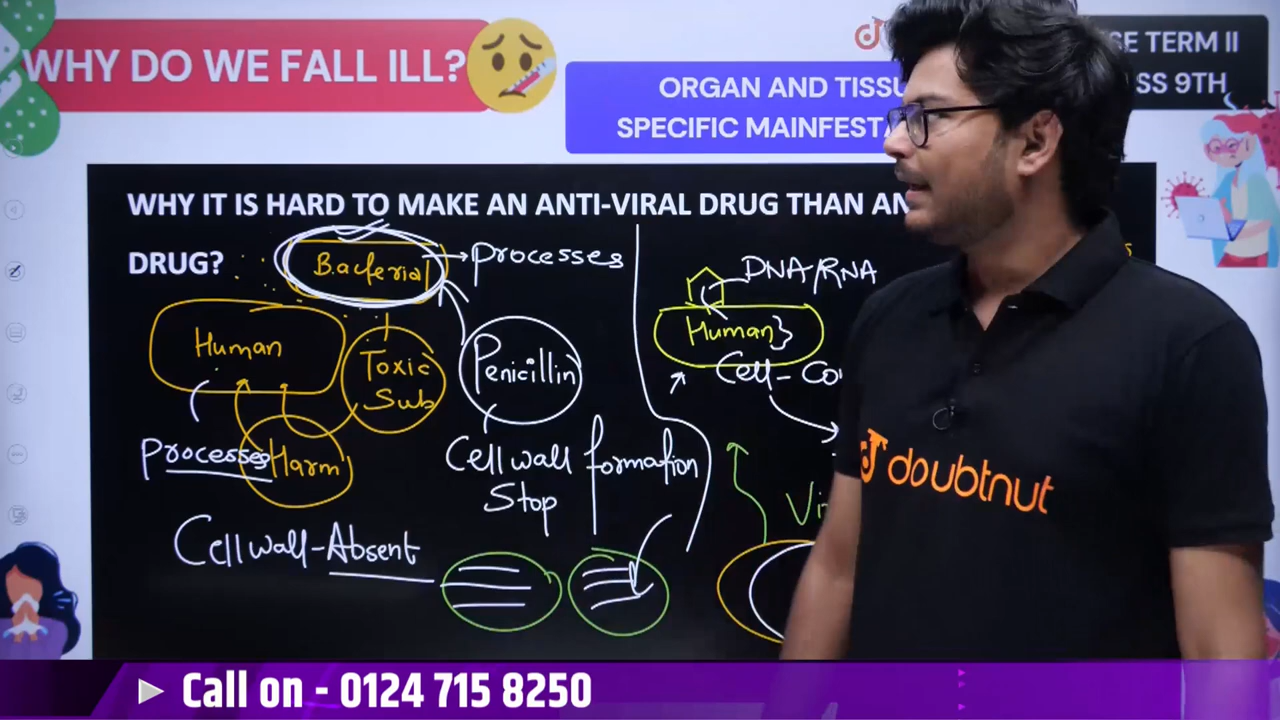 WHY DO WE FALL ILL?
SE TERM II
SS 9TH
ORGAN AND TISSU
SPECIFIC MAINFESTA
WHY IT IS HARD TO MAKE AN ANTI-VIRAL DRUG THAN AN
DRUG?
Bacterial
processes
DNA/RNA
Human
Human
Toxic
Sub
Penicillin
Cell - Co
processes
Harm
Cell wall formation
Stop
Vi
Cell wall - Absent
doubtnut
Call on - 0124 715 8250